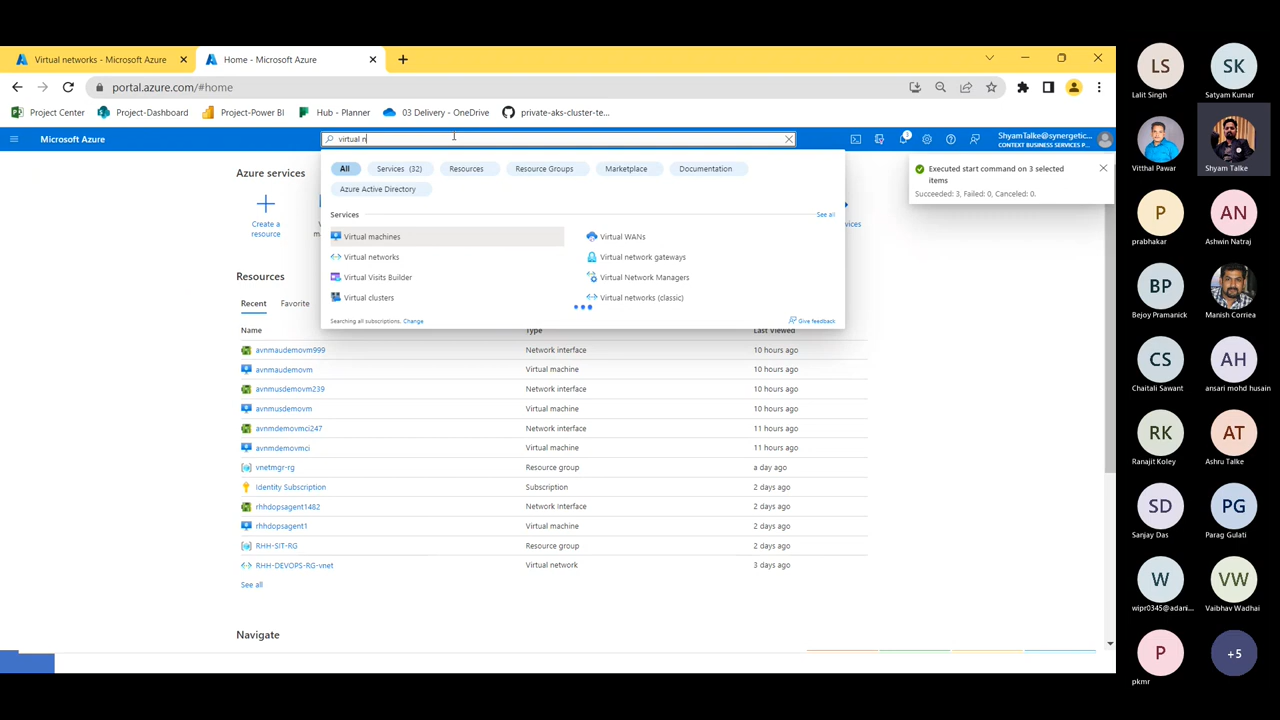 Virtual networks - Microsoft Azure
Home - Microsoft Azure
portal.azure.com/#home
Project Center
Project-Dashboard
Project-Power BI
Hub - Planner
03 Delivery - OneDrive
private-aks-cluster-te...
Microsoft Azure
virtual n
3
ShyamTalke@synergetic...
CONTEXT BUSINESS SERVICES P...
All
Services (32)
Resources
Resource Groups
Marketplace
Documentation
Azure Active Directory
Services
See all
Virtual machines
Virtual WANs
Virtual networks
Virtual network gateways
Virtual Visits Builder
Virtual Network Managers
Virtual clusters
Virtual networks (classic)
Searching all subscriptions. Change
Give feedback
Executed start command on 3 selected
items
Succeeded: 3, Failed: 0, Canceled: 0.
Azure services
Create a
resource
Resources
Recent
Favorite
Name
Type
Last Viewed
avnmaudemovm999
Network interface
10 hours ago
avnmaudemovm
Virtual machine
10 hours ago
avnmusdemovm239
Network interface
10 hours ago
avnmusdemovm
Virtual machine
10 hours ago
avnmdemovmci247
Network interface
11 hours ago
avnmdemovmci
Virtual machine
11 hours ago
vnetmgr-rg
Resource group
a day ago
Identity Subscription
Subscription
2 days ago
rhhdopsagent1482
Network Interface
2 days ago
rhhdopsagent1
Virtual machine
2 days ago
RHH-SIT-RG
Resource group
2 days ago
RHH-DEVOPS-RG-vnet
Virtual network
3 days ago
See all
Navigate
LS
Lalit Singh
SK
Satyam Kumar
Vitthal Pawar
Shyam Talke
P
prabhakar
AN
Ashwin Natraj
BP
Bejoy Pramanick
Manish Corriea
CS
Chaitali Sawant
AH
ansari mohd husain
RK
Ranajit Koley
AT
Ashru Talke
SD
Sanjay Das
PG
Parag Gulati
W
wipr0345@adani...
VW
Vaibhav Wadhai
P
pkmr
+5